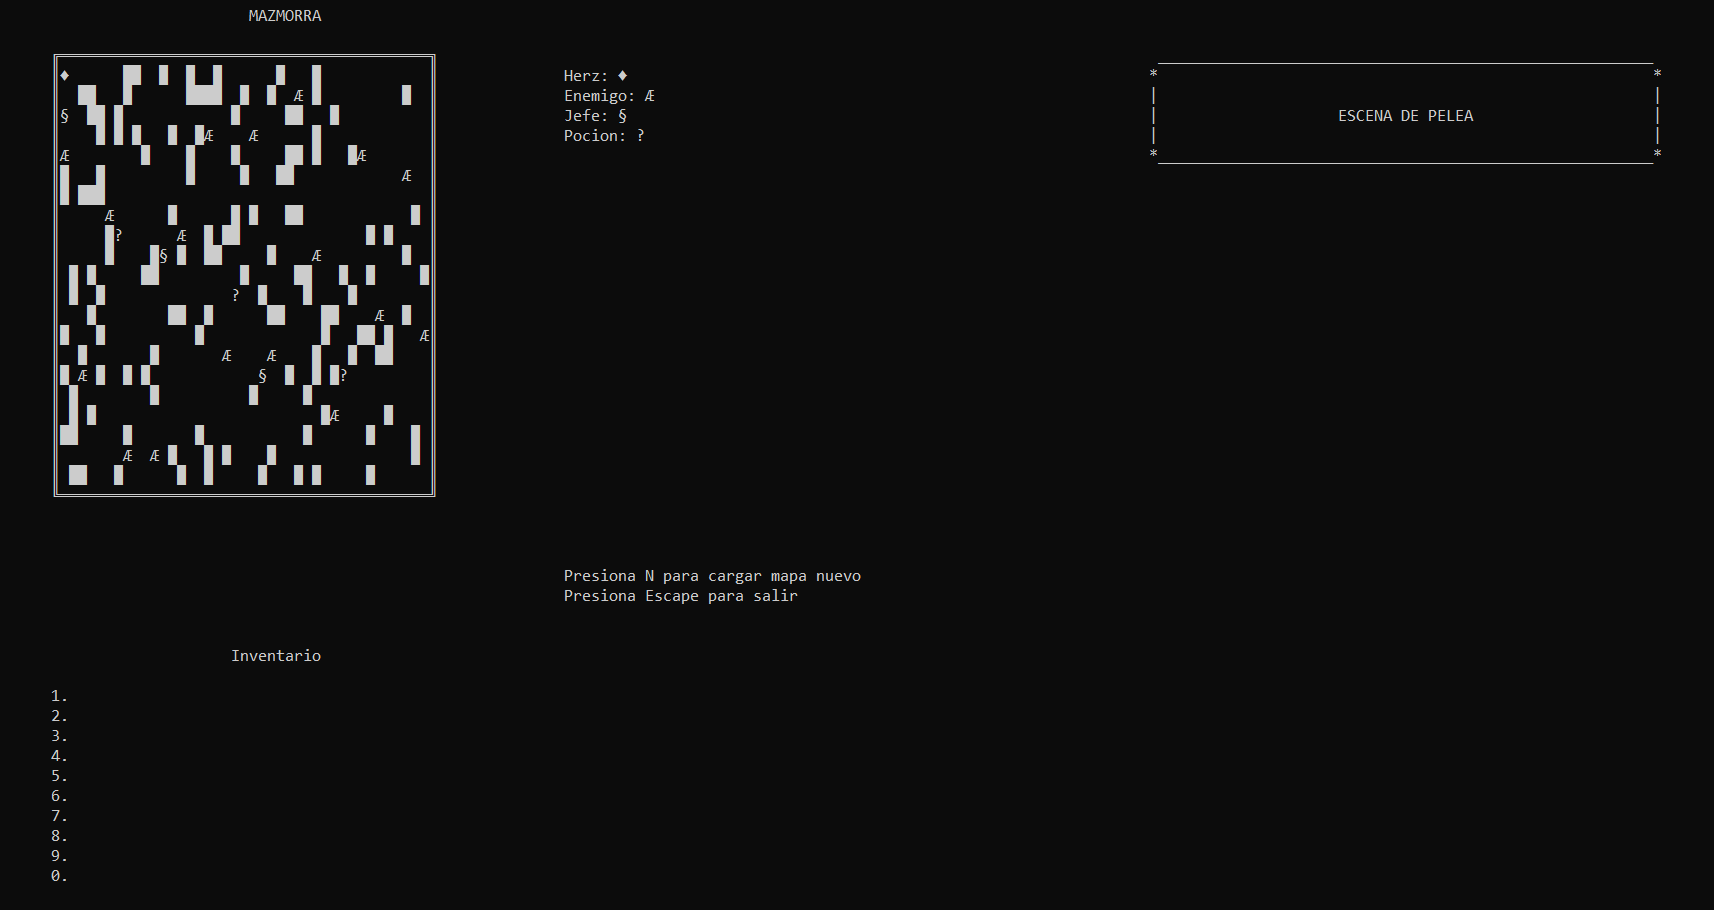 MAZMORRA
Herz: ♦
Enemigo: Æ
Jefe: §
Pocion: ?
ESCENA DE PELEA
Presiona N para cargar mapa nuevo
Presiona Escape para salir
Inventario
1.
2.
3.
4.
5.
6.
7.
8.
9.
0.